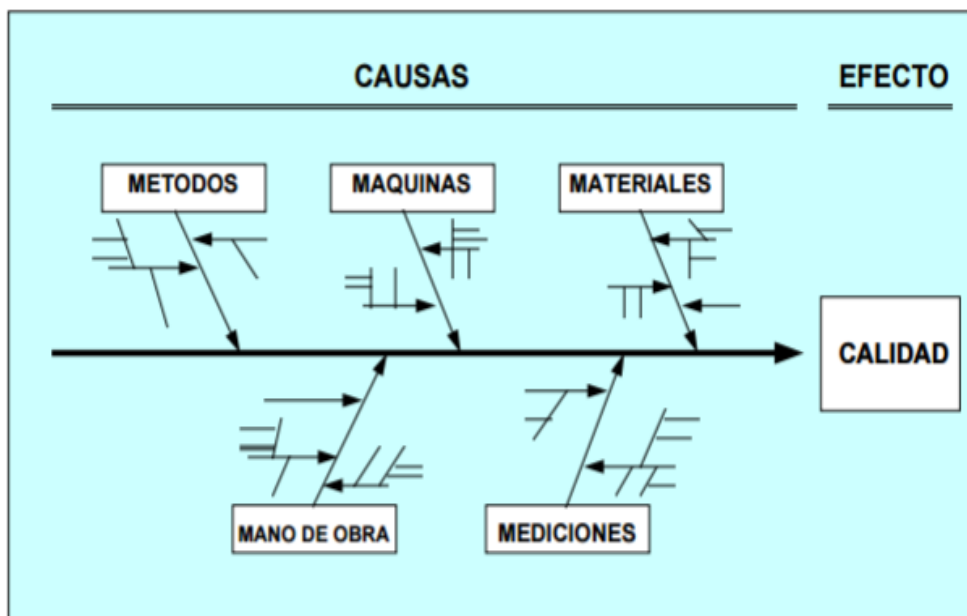 CAUSAS
EFECTO
METODOS
MAQUINAS
MATERIALES
CALIDAD
MANO DE OBRA
MEDICIONES